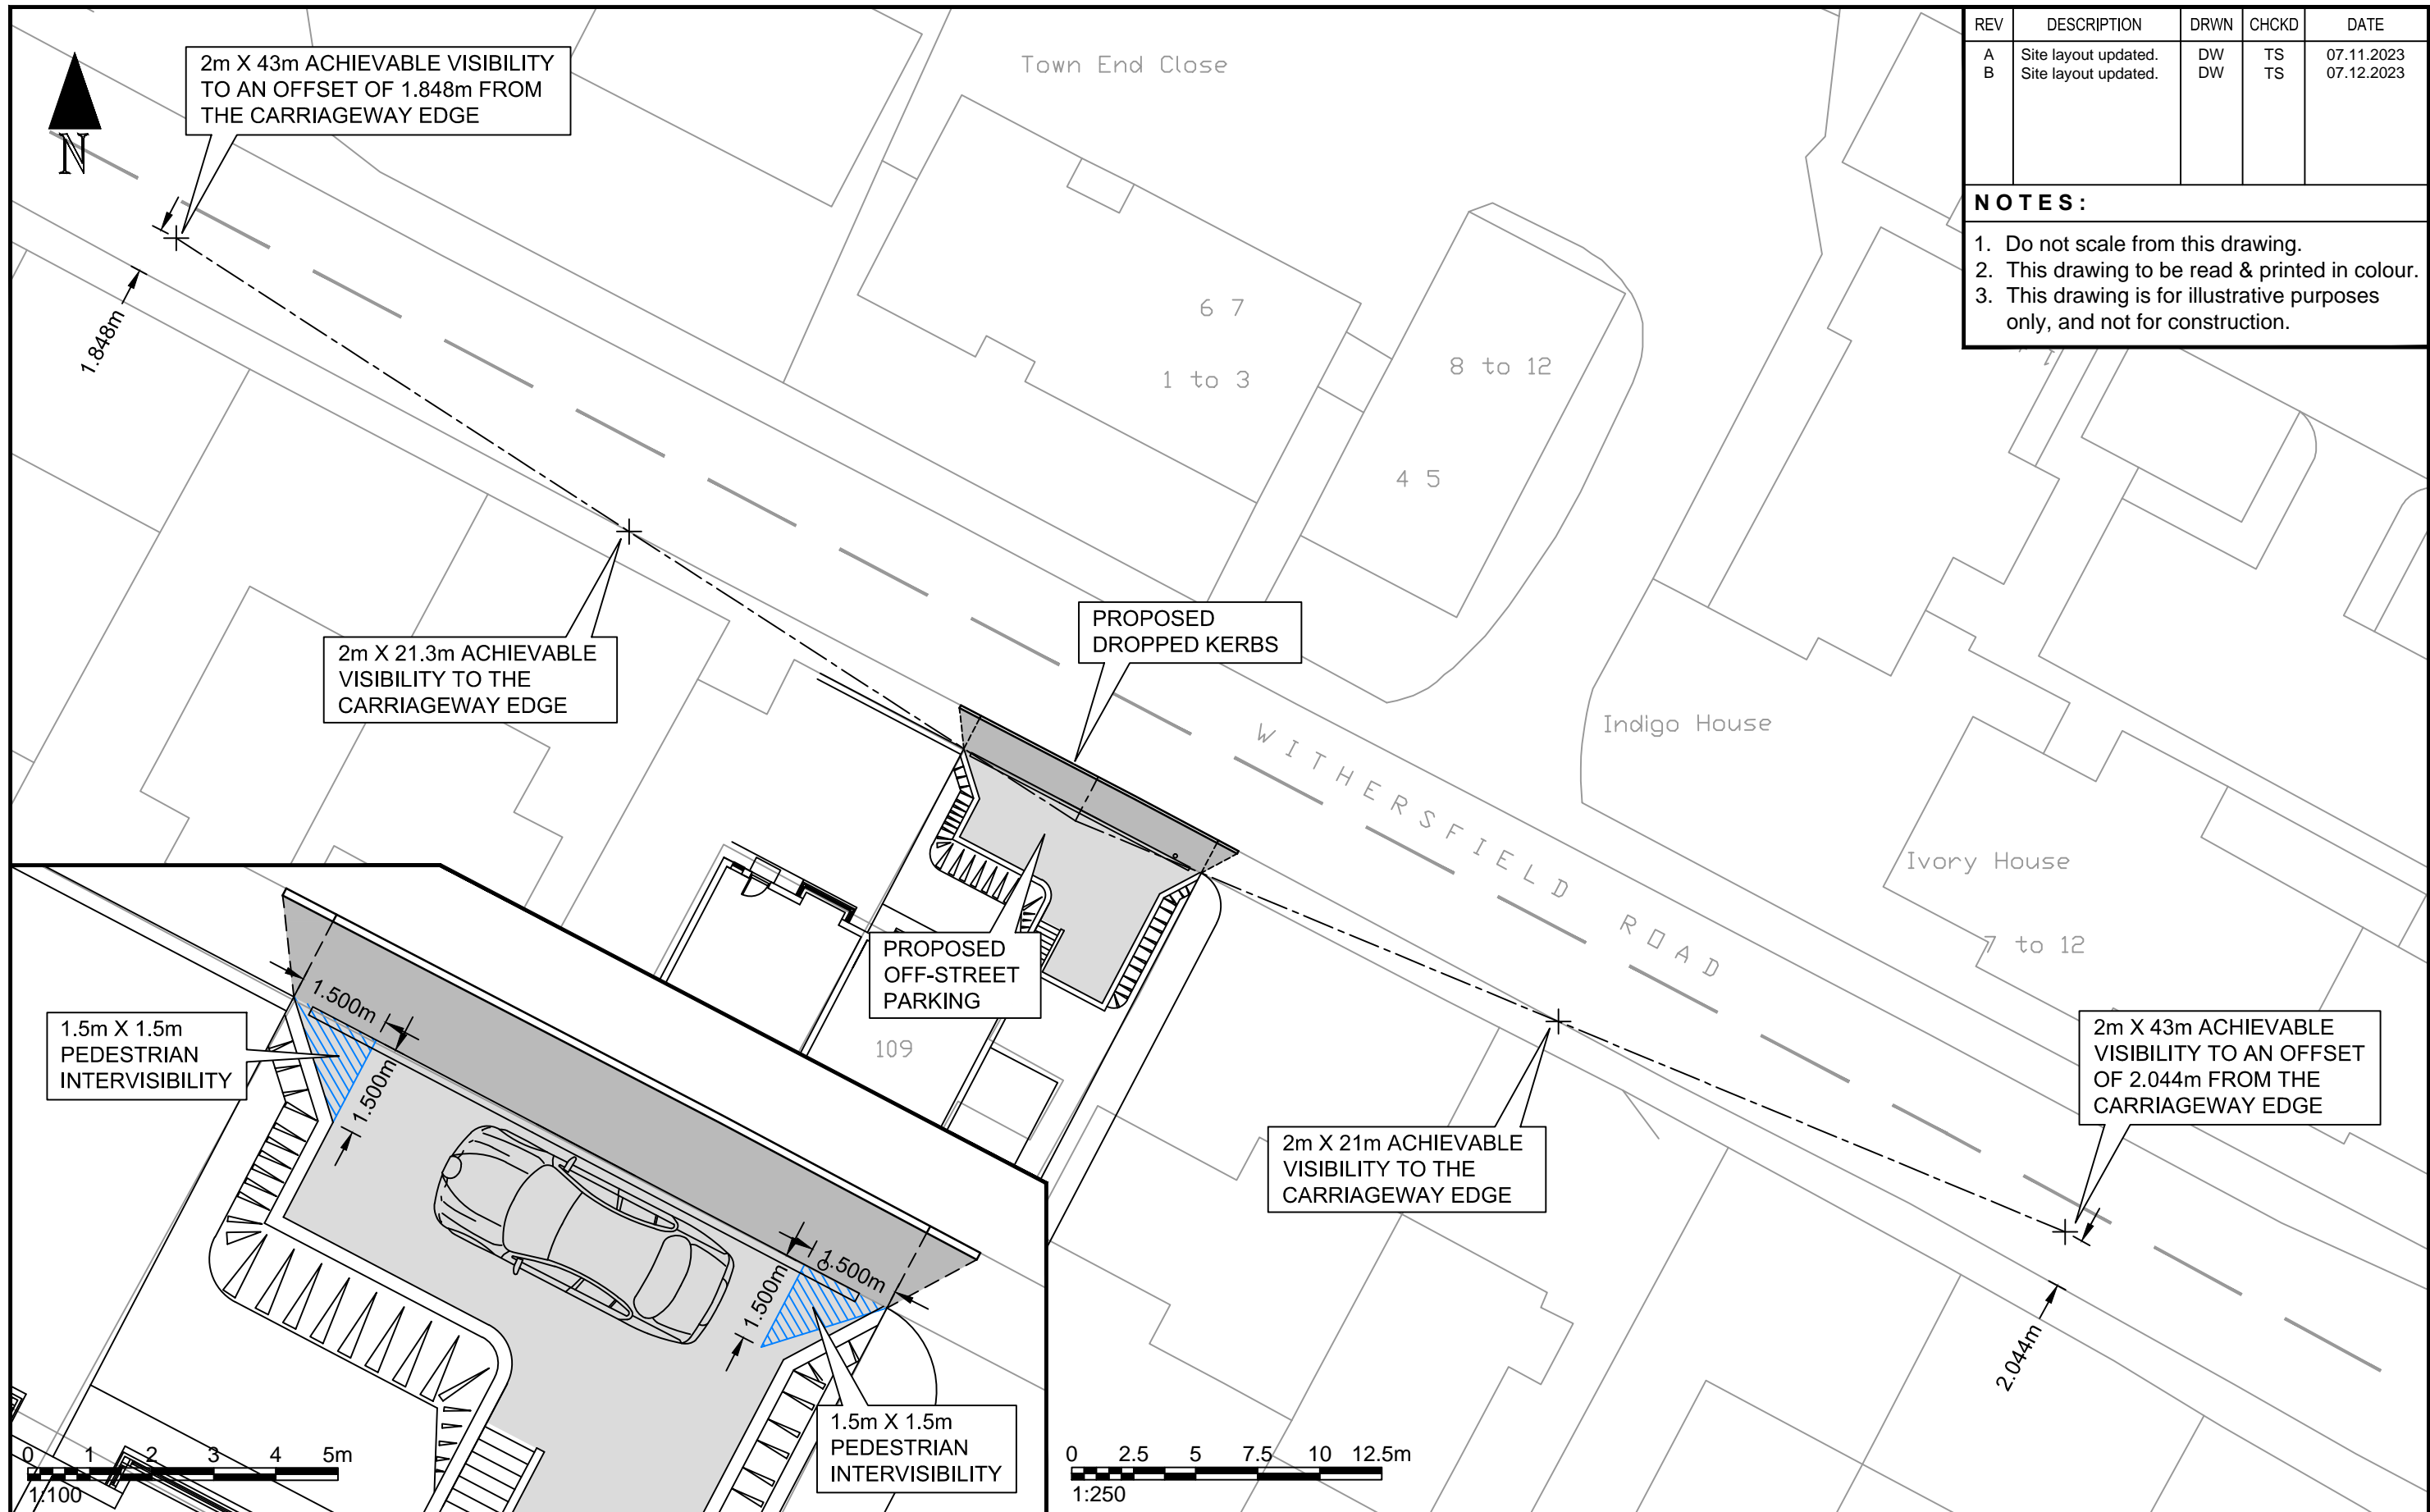 2m X 43m ACHIEVABLE VISIBILITY
TO AN OFFSET OF 1.848m FROM
THE CARRIAGEWAY EDGE
N
Town End Close
REV DESCRIPTION DRWN CHCKD DATE
A Site layout updated. DW TS 07.11.2023
B Site layout updated. DW TS 07.12.2023
NOTES:
1. Do not scale from this drawing.
2. This drawing to be read & printed in colour.
3. This drawing is for illustrative purposes
only, and not for construction.
1.848m
6 7
1 to 3
8 to 12
4 5
2m X 21.3m ACHIEVABLE
VISIBILITY TO THE
CARRIAGEWAY EDGE
PROPOSED
DROPPED KERBS
WITHERSFIELD ROAD
Indigo House
Ivory House
7 to 12
PROPOSED
OFF-STREET
PARKING
109
2m X 21m ACHIEVABLE
VISIBILITY TO THE
CARRIAGEWAY EDGE
2m X 43m ACHIEVABLE
VISIBILITY TO AN OFFSET
OF 2.044m FROM THE
CARRIAGEWAY EDGE
2.044m
1.500m
1.500m
1.5m X 1.5m
PEDESTRIAN
INTERVISIBILITY
1.500m
1.500m
1.5m X 1.5m
PEDESTRIAN
INTERVISIBILITY
0 1 2 3 4 5m
1:100
0 2.5 5 7.5 10 12.5m
1:250